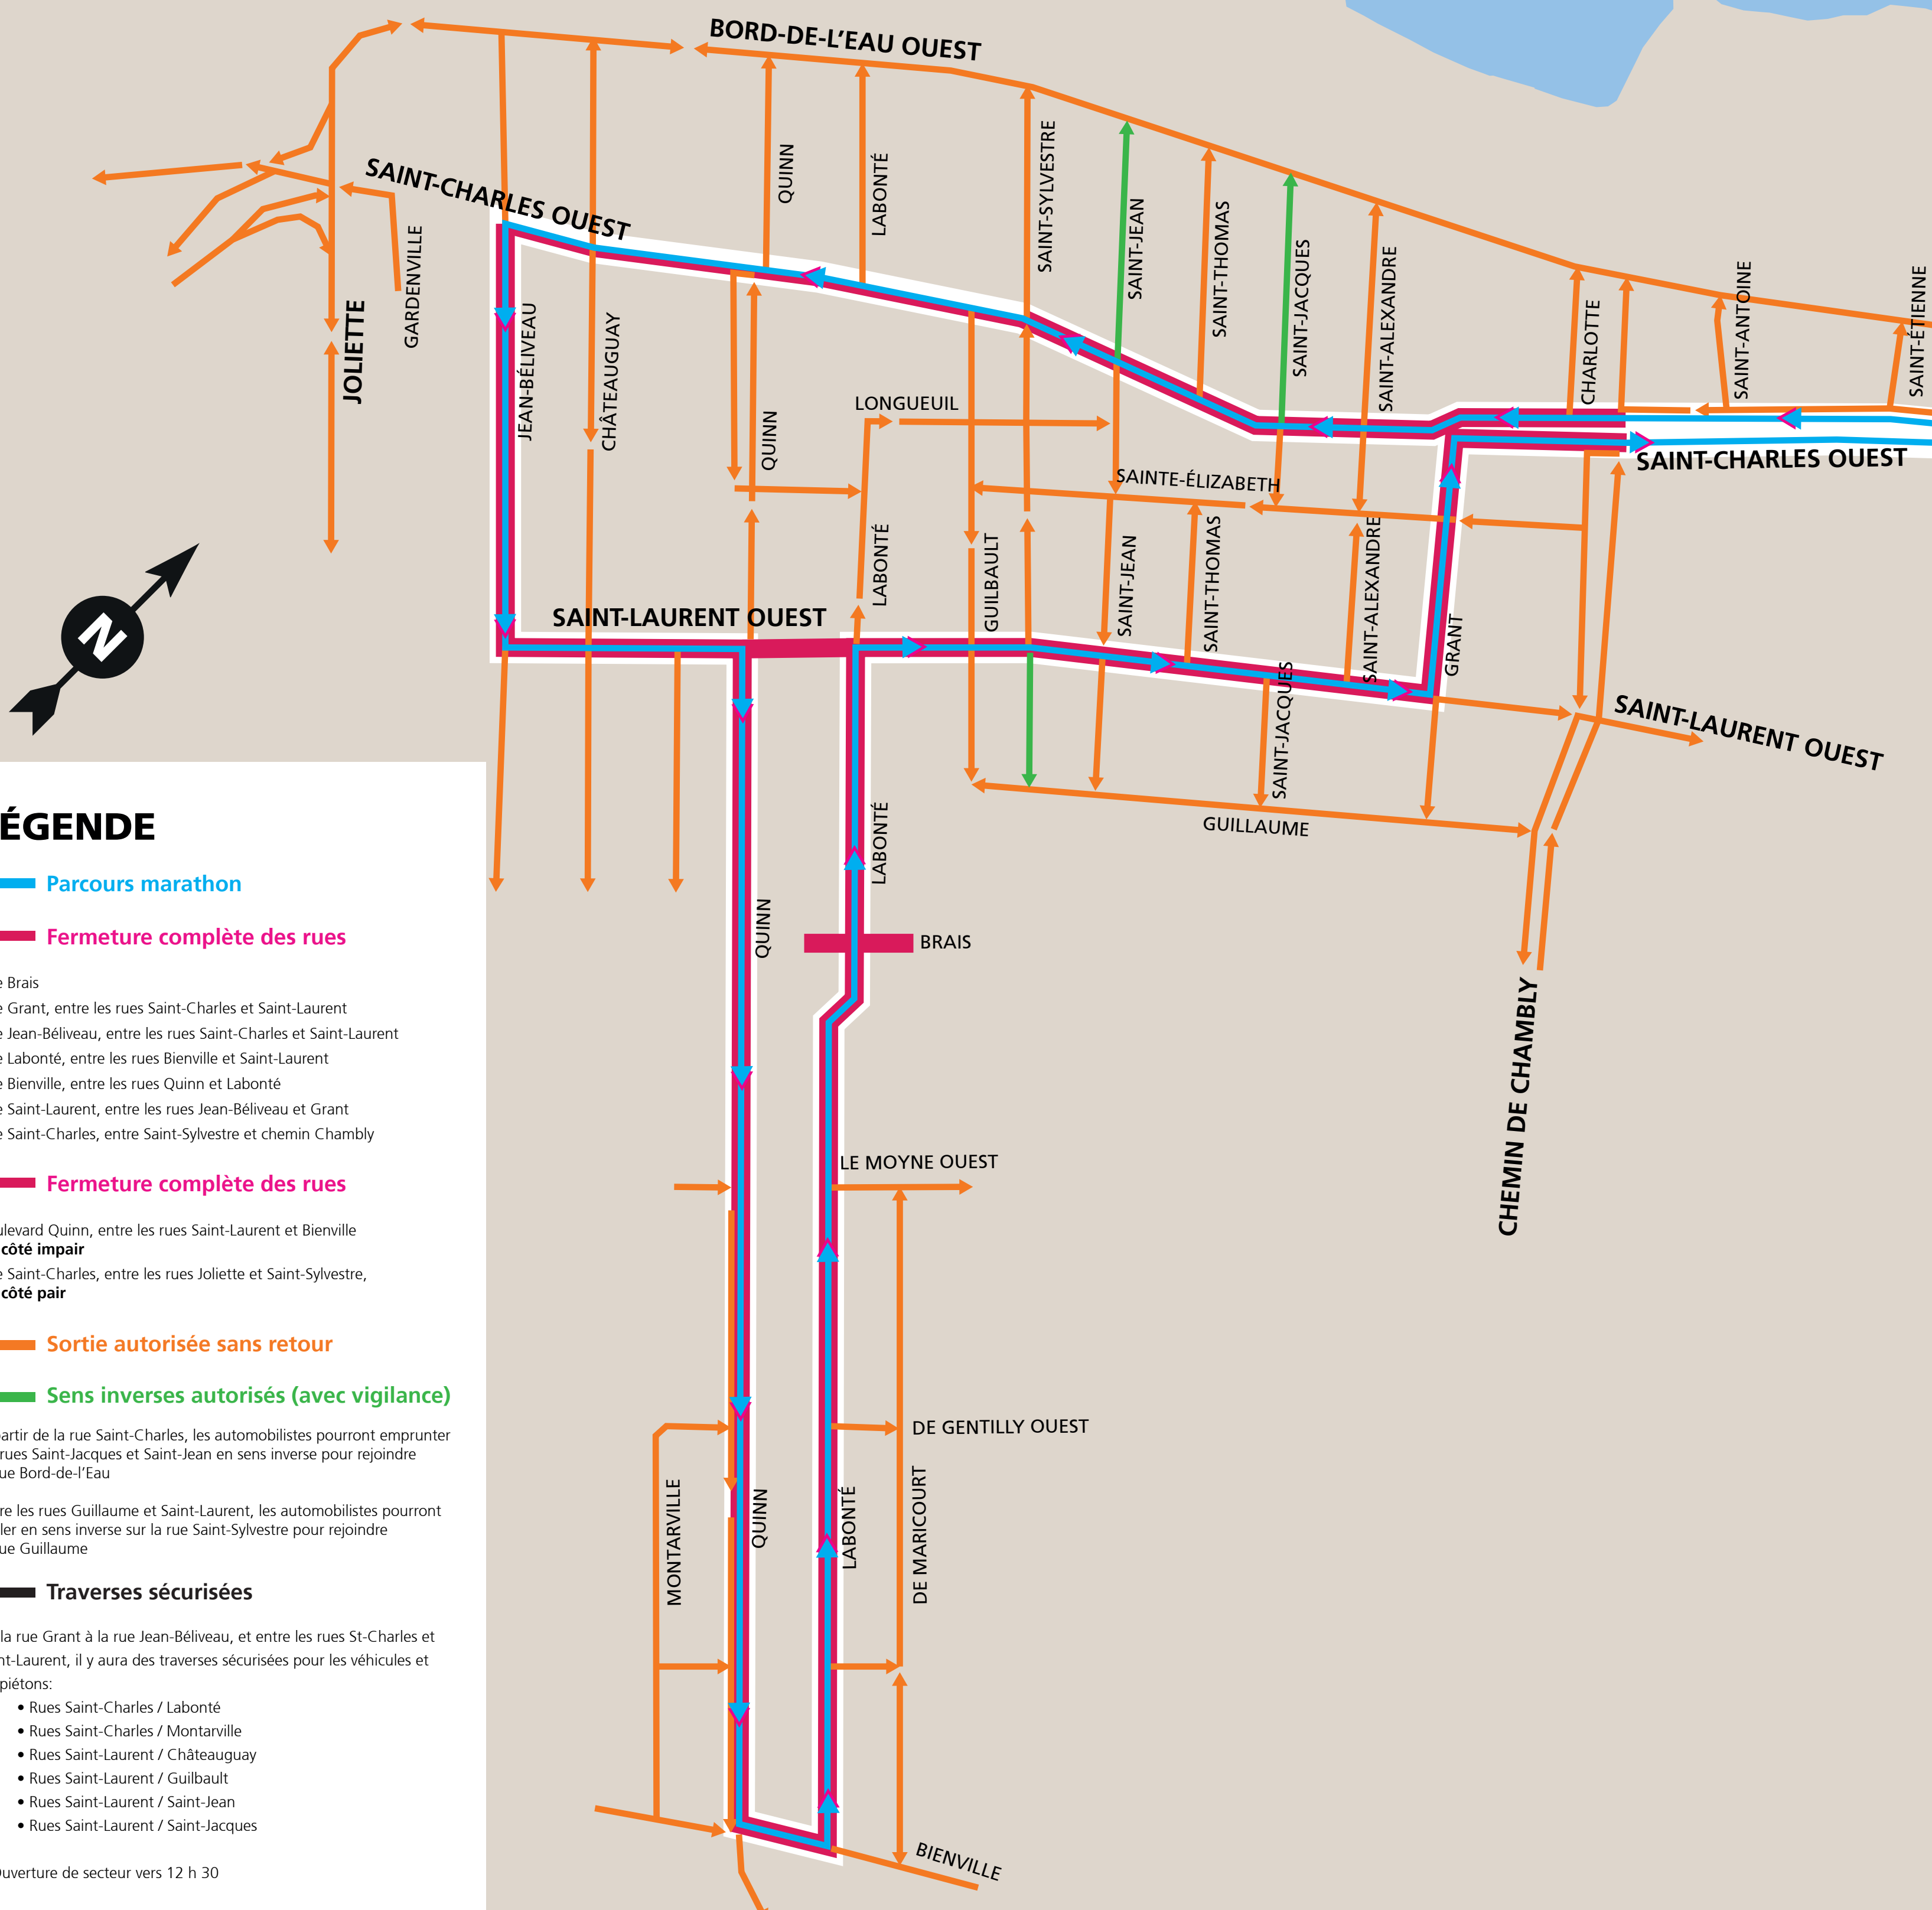 BORD-DE-L'EAU OUEST
SAINT-CHARLES OUEST
QUINN
LABONTÉ
SAINT-SYLVESTRE
SAINT-JEAN
SAINT-THOMAS
SAINT-JACQUES
SAINT-ALEXANDRE
CHARLOTTE
SAINT-ANTOINE
SAINT-ÉTIENNE
GARDENVILLE
JOLIETTE
JEAN-BÉLIVEAU
CHÂTEAUGUAY
QUINN
LONGUEUIL
SAINTE-ÉLIZABETH
SAINT-CHARLES OUEST
LABONTÉ
GUILBAULT
SAINT-JEAN
SAINT-THOMAS
SAINT-ALEXANDRE
GRANT
N
SAINT-LAURENT OUEST
SAINT-JACQUES
SAINT-LAURENT OUEST
GUILLAUME
LABONTÉ
QUINN
BRAIS
CHEMIN DE CHAMBLY
LE MOYNE OUEST
DE GENTILLY OUEST
MONTARVILLE
QUINN
LABONTÉ
DE MARICOURT
BIENVILLE
ÉGENDE
Parcours marathon
Fermeture complète des rues
e Brais
e Grant, entre les rues Saint-Charles et Saint-Laurent
e Jean-Béliveau, entre les rues Saint-Charles et Saint-Laurent
e Labonté, entre les rues Bienville et Saint-Laurent
e Bienville, entre les rues Quinn et Labonté
e Saint-Laurent, entre les rues Jean-Béliveau et Grant
e Saint-Charles, entre Saint-Sylvestre et chemin Chambly
Fermeture complète des rues
ulevard Quinn, entre les rues Saint-Laurent et Bienville
côté impair
e Saint-Charles, entre les rues Joliette et Saint-Sylvestre,
côté pair
Sortie autorisée sans retour
Sens inverses autorisés (avec vigilance)
partir de la rue Saint-Charles, les automobilistes pourront emprunter
rues Saint-Jacques et Saint-Jean en sens inverse pour rejoindre
ue Bord-de-l'Eau
re les rues Guillaume et Saint-Laurent, les automobilistes pourront
ler en sens inverse sur la rue Saint-Sylvestre pour rejoindre
ue Guillaume
Traverses sécurisées
la rue Grant à la rue Jean-Béliveau, et entre les rues St-Charles et
nt-Laurent, il y aura des traverses sécurisées pour les véhicules et
piétons:
• Rues Saint-Charles / Labonté
• Rues Saint-Charles / Montarville
• Rues Saint-Laurent / Châteauguay
• Rues Saint-Laurent / Guilbault
• Rues Saint-Laurent / Saint-Jean
• Rues Saint-Laurent / Saint-Jacques
Ouverture de secteur vers 12 h 30